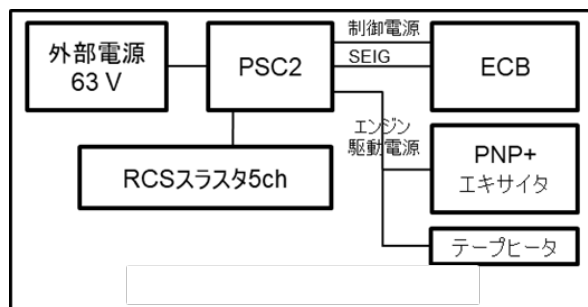 外部電源
63 V
PSC2
制御電源
SEIG
ECB
エンジン
駆動電源
PNP+
エキサイタ
RCSスラスタ5ch
テープヒータ